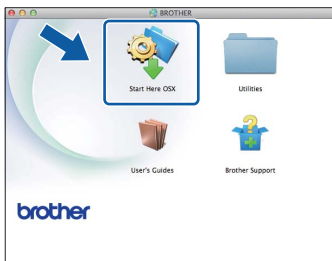 BROTHER
Start Here OSX
Utilities
User's Guides
Brother Support
brother